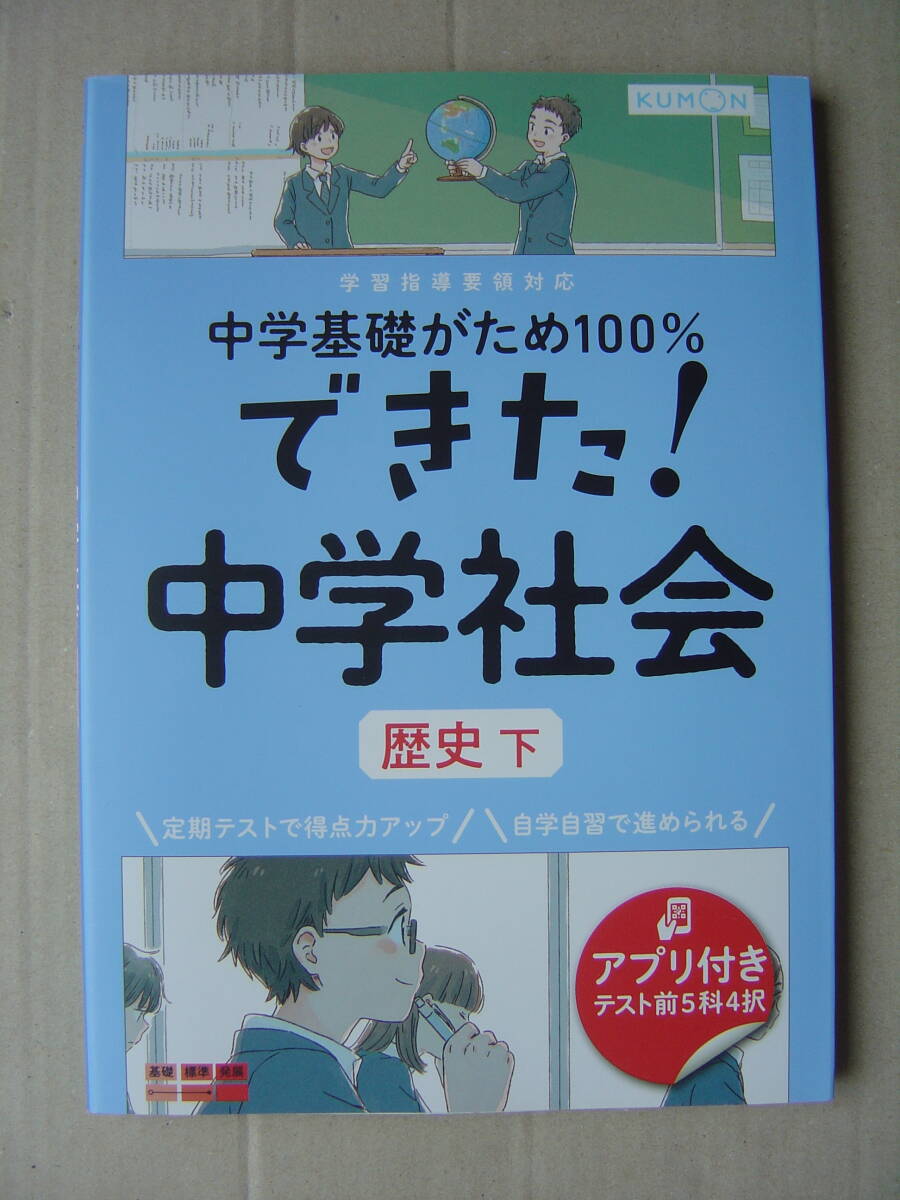 KUMON
学習指導要領対応
中学基礎がため100%
できた!
中学社会
歴史 下
\定期テストで得点力アップ/ \自学自習で進められる/
アプリ付き
テスト前5科4択
基礎 標準 発展